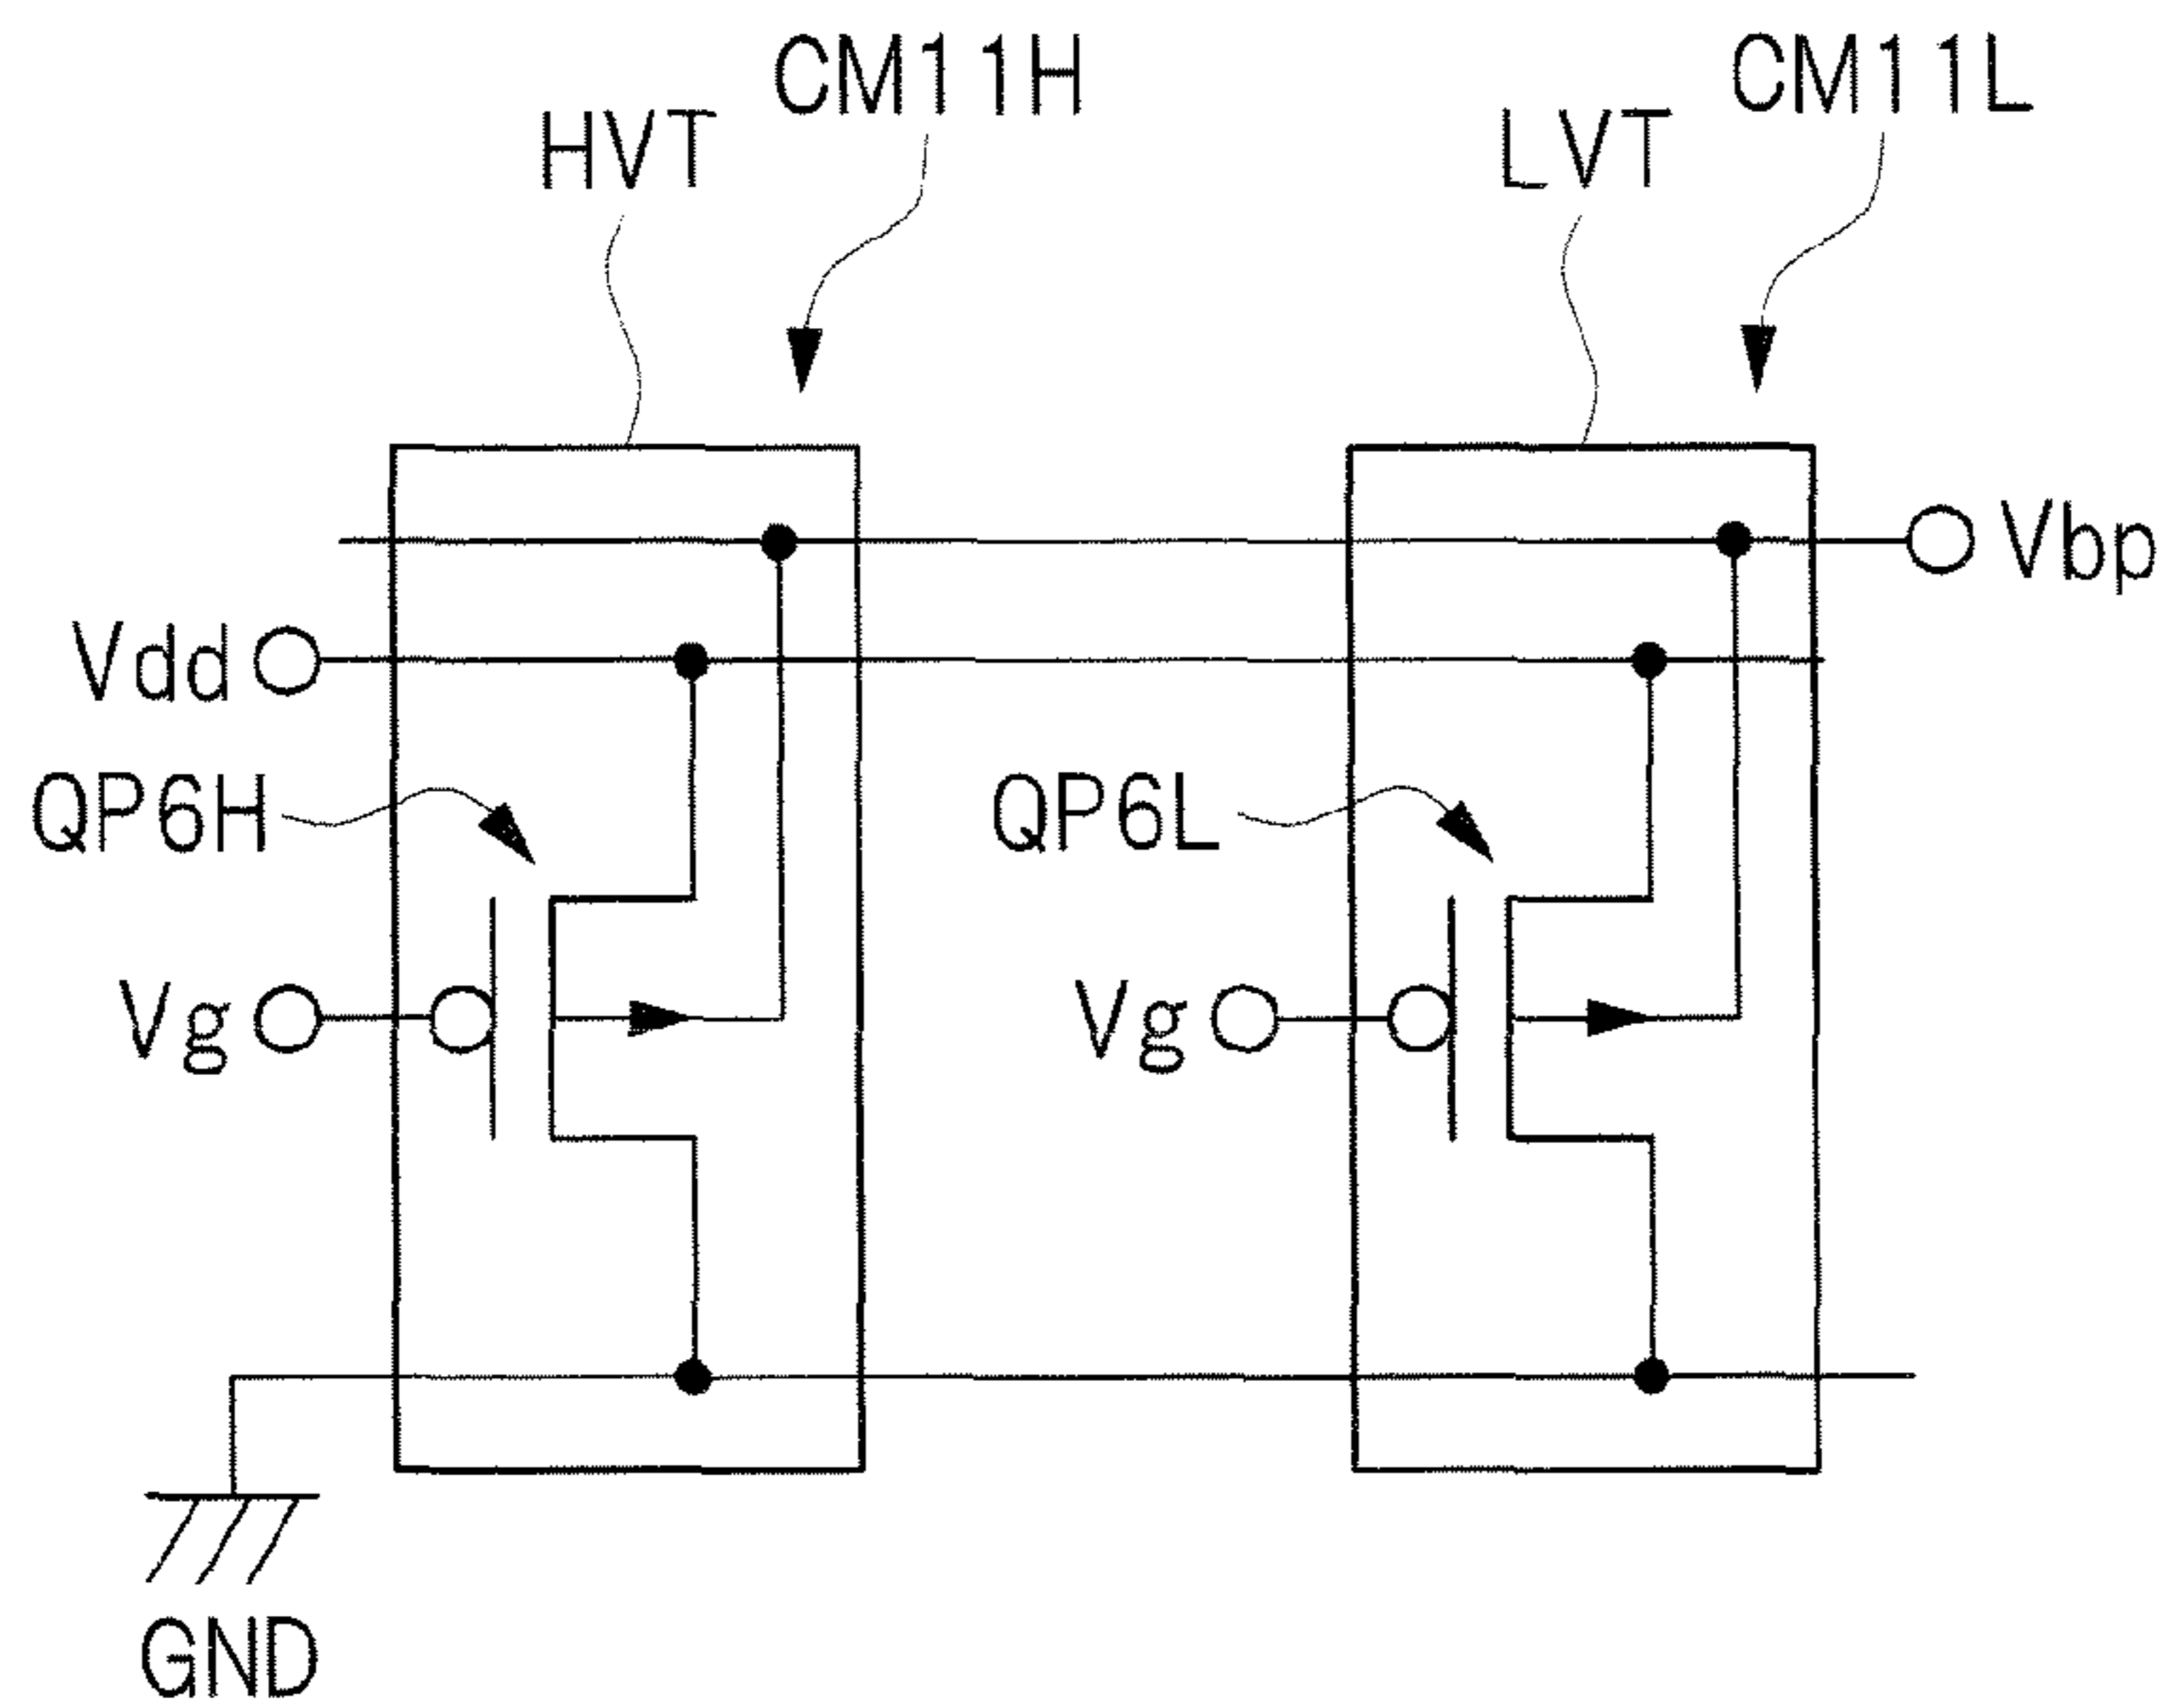 CM11H
CM11L
HVT
LVT
Vbp
Vdd
QP6H
QP6L
Vg
Vg
GND